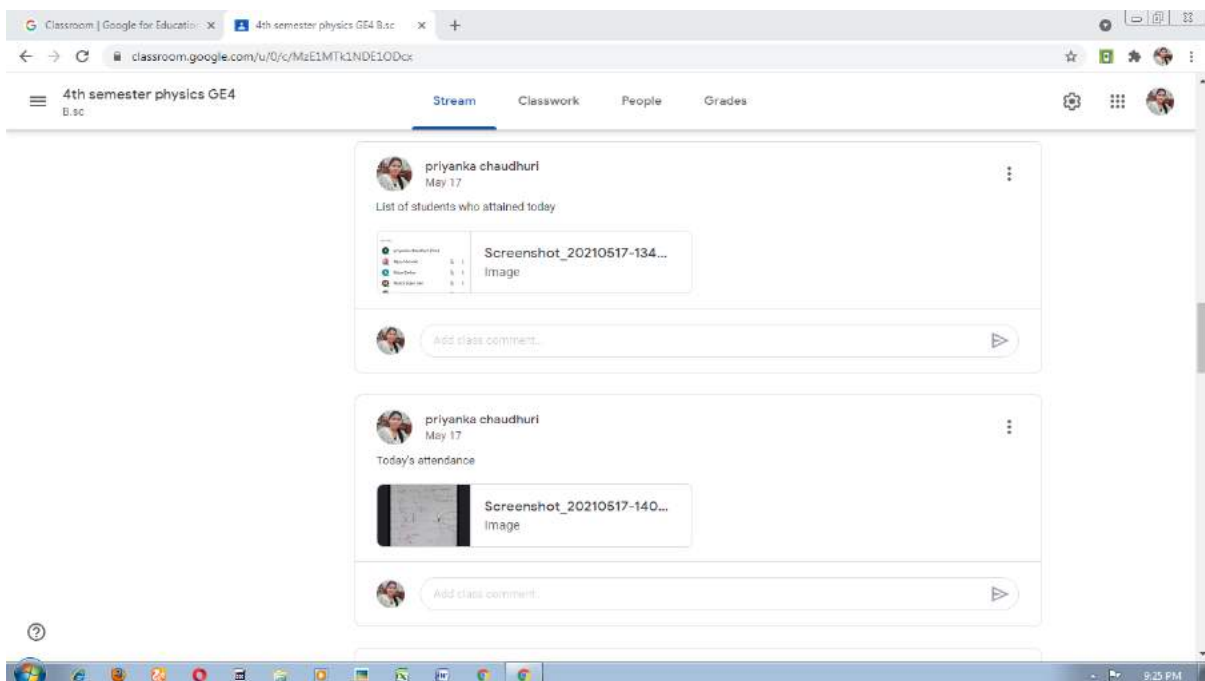 Classroom | Google for Education
4th semester physics GE4 B.sc
classroom.google.com/u/0/c/MzE1MTk1NDE1ODcx
4th semester physics GE4
B.sc
Stream Classwork People Grades
priyanka chaudhuri
May 17
List of students who attained today
Screenshot_20210517-134...
Image
Add class comment...
priyanka chaudhuri
May 17
Today's attendance
Screenshot_20210517-140...
Image
Add class comment...
9:25 PM